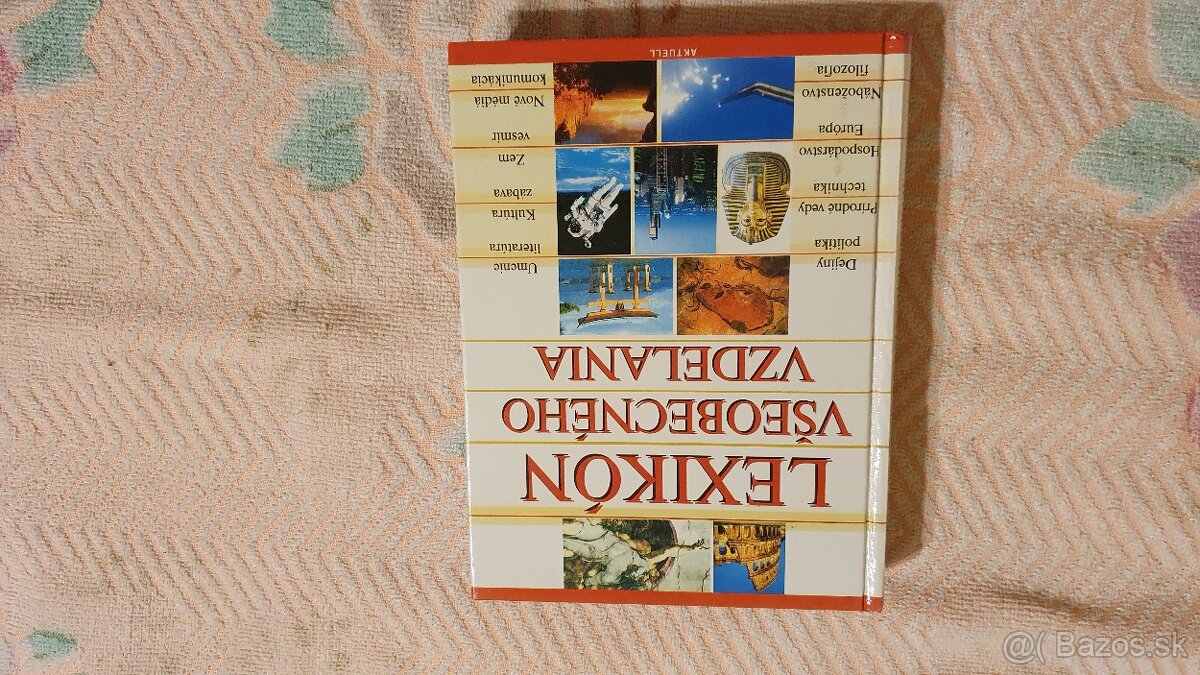 LEXIKÓN
VŠEOBECNÉHO
VZDELANIA
Dejiny
politika
Prírodné vedy
technika
Hospodárstvo
Európa
Náboženstvo
filozofia
Umenie
literatúra
Kultúra
zábava
Zem
vesmír
Nové médiá
komunikácia
AKTUELL
@( Bazos.sk